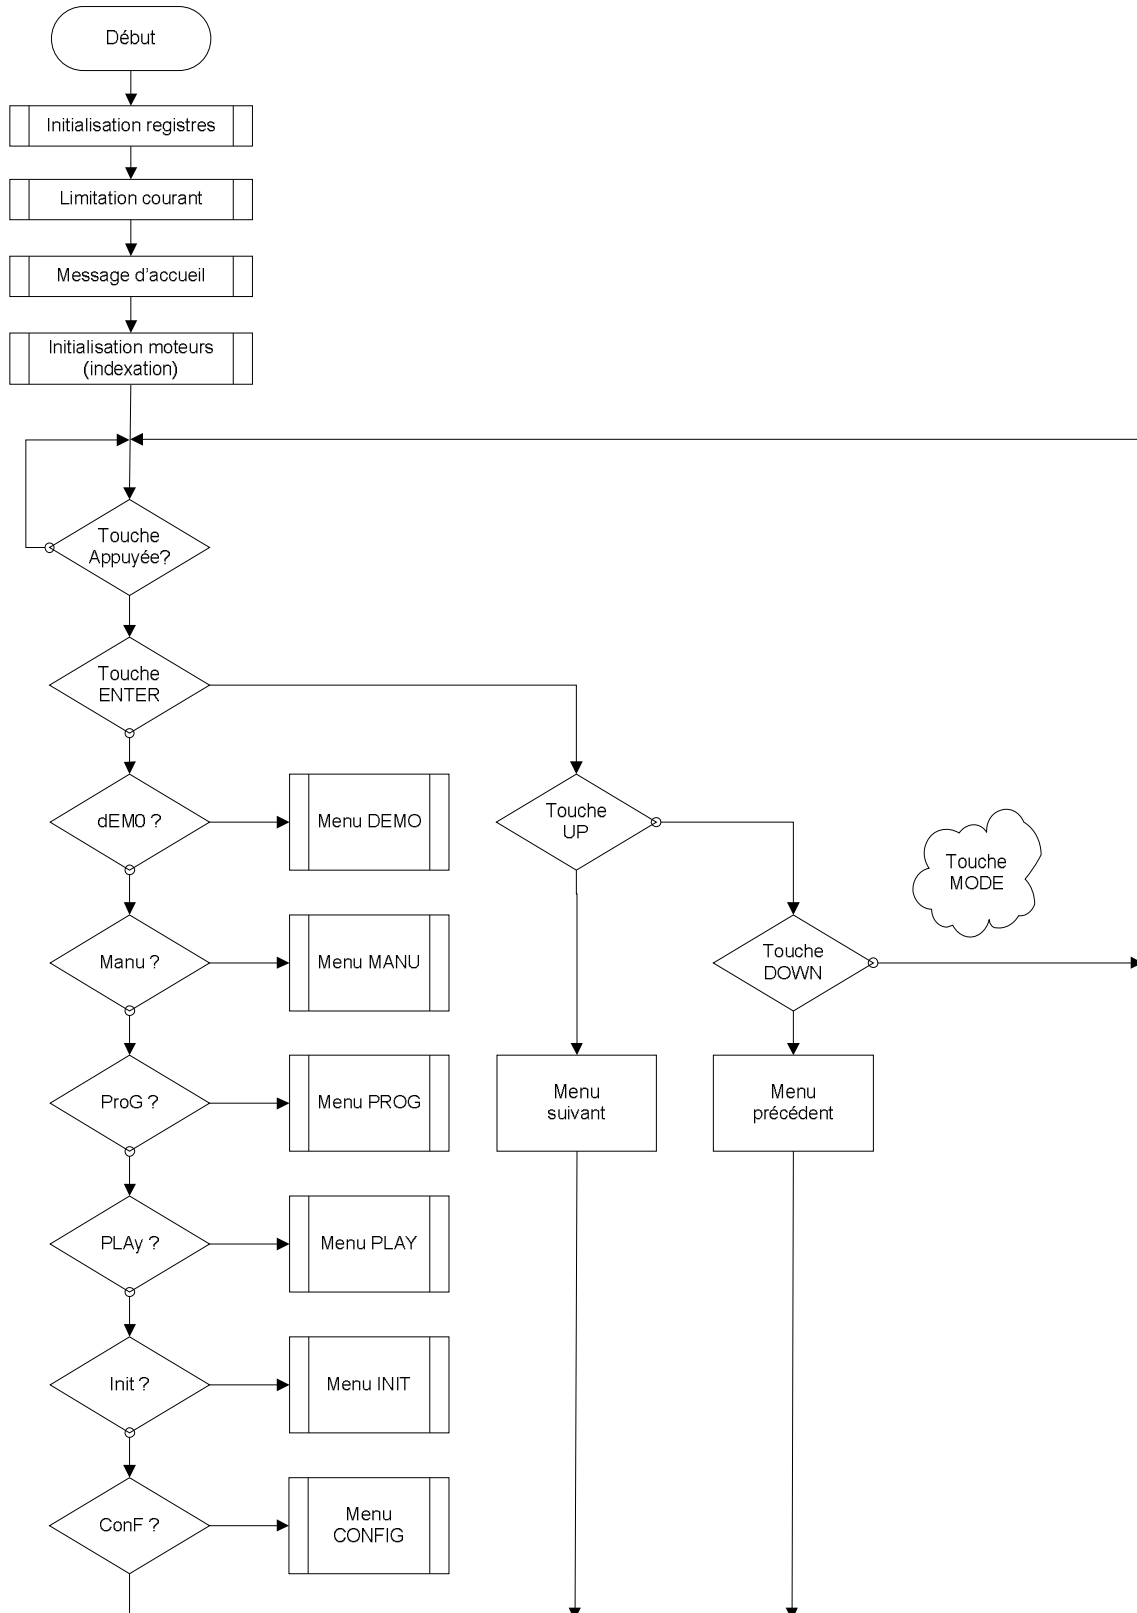 Début
Initialisation registres
Limitation courant
Message d'accueil
Initialisation moteurs
(indexation)
Touche
Appuyée?
Touche
ENTER
dEM0 ?
Menu DEMO
Touche
UP
Touche
MODE
Manu ?
Menu MANU
Touche
DOWN
ProG ?
Menu PROG
Menu
suivant
Menu
précédent
PLAy ?
Menu PLAY
Init ?
Menu INIT
ConF ?
Menu
CONFIG